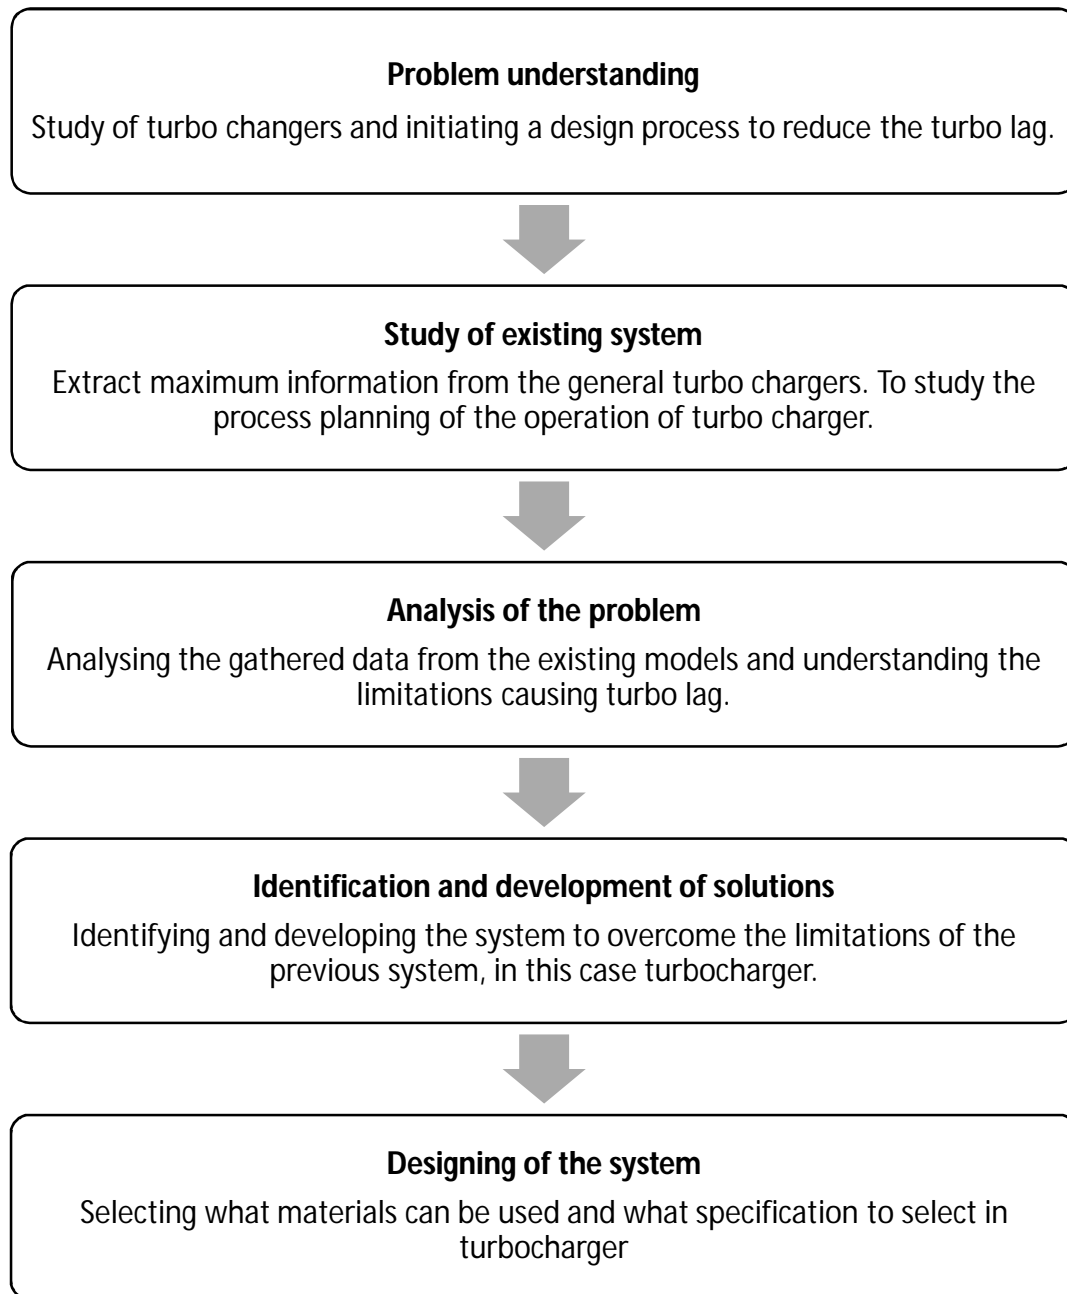 Problem understanding
Study of turbo changers and initiating a design process to reduce the turbo lag.
Study of existing system
Extract maximum information from the general turbo chargers. To study the
process planning of the operation of turbo charger.
Analysis of the problem
Analysing the gathered data from the existing models and understanding the
limitations causing turbo lag.
Identification and development of solutions
Identifying and developing the system to overcome the limitations of the
previous system, in this case turbocharger.
Designing of the system
Selecting what materials can be used and what specification to select in
turbocharger